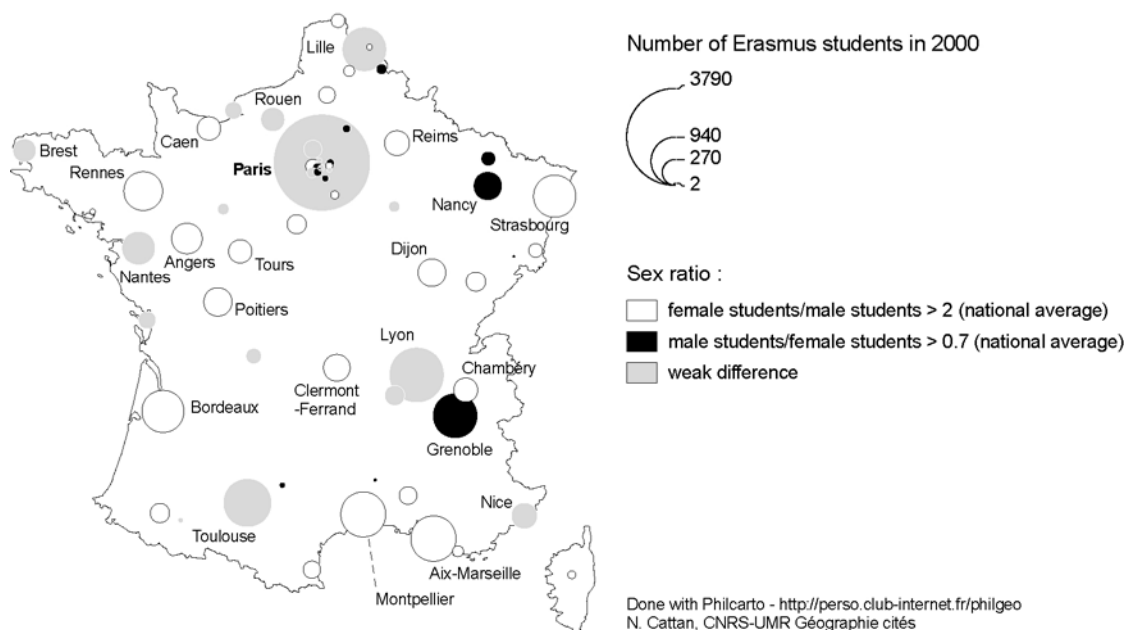 Lille
Rouen
Caen
Reims
Brest
Rennes
Paris
Nancy
Strasbourg
Nantes
Angers
Tours
Dijon
Poitiers
Lyon
Chambéry
Clermont
-Ferrand
Bordeaux
Grenoble
Nice
Toulouse
Aix-Marseille
Montpellier
Number of Erasmus students in 2000
3790
940
270
2
Sex ratio :
female students/male students > 2 (national average)
male students/female students > 0.7 (national average)
weak difference
Done with Philcarto - http://perso.club-internet.fr/philgeo
N. Cattan, CNRS-UMR Géographie cités